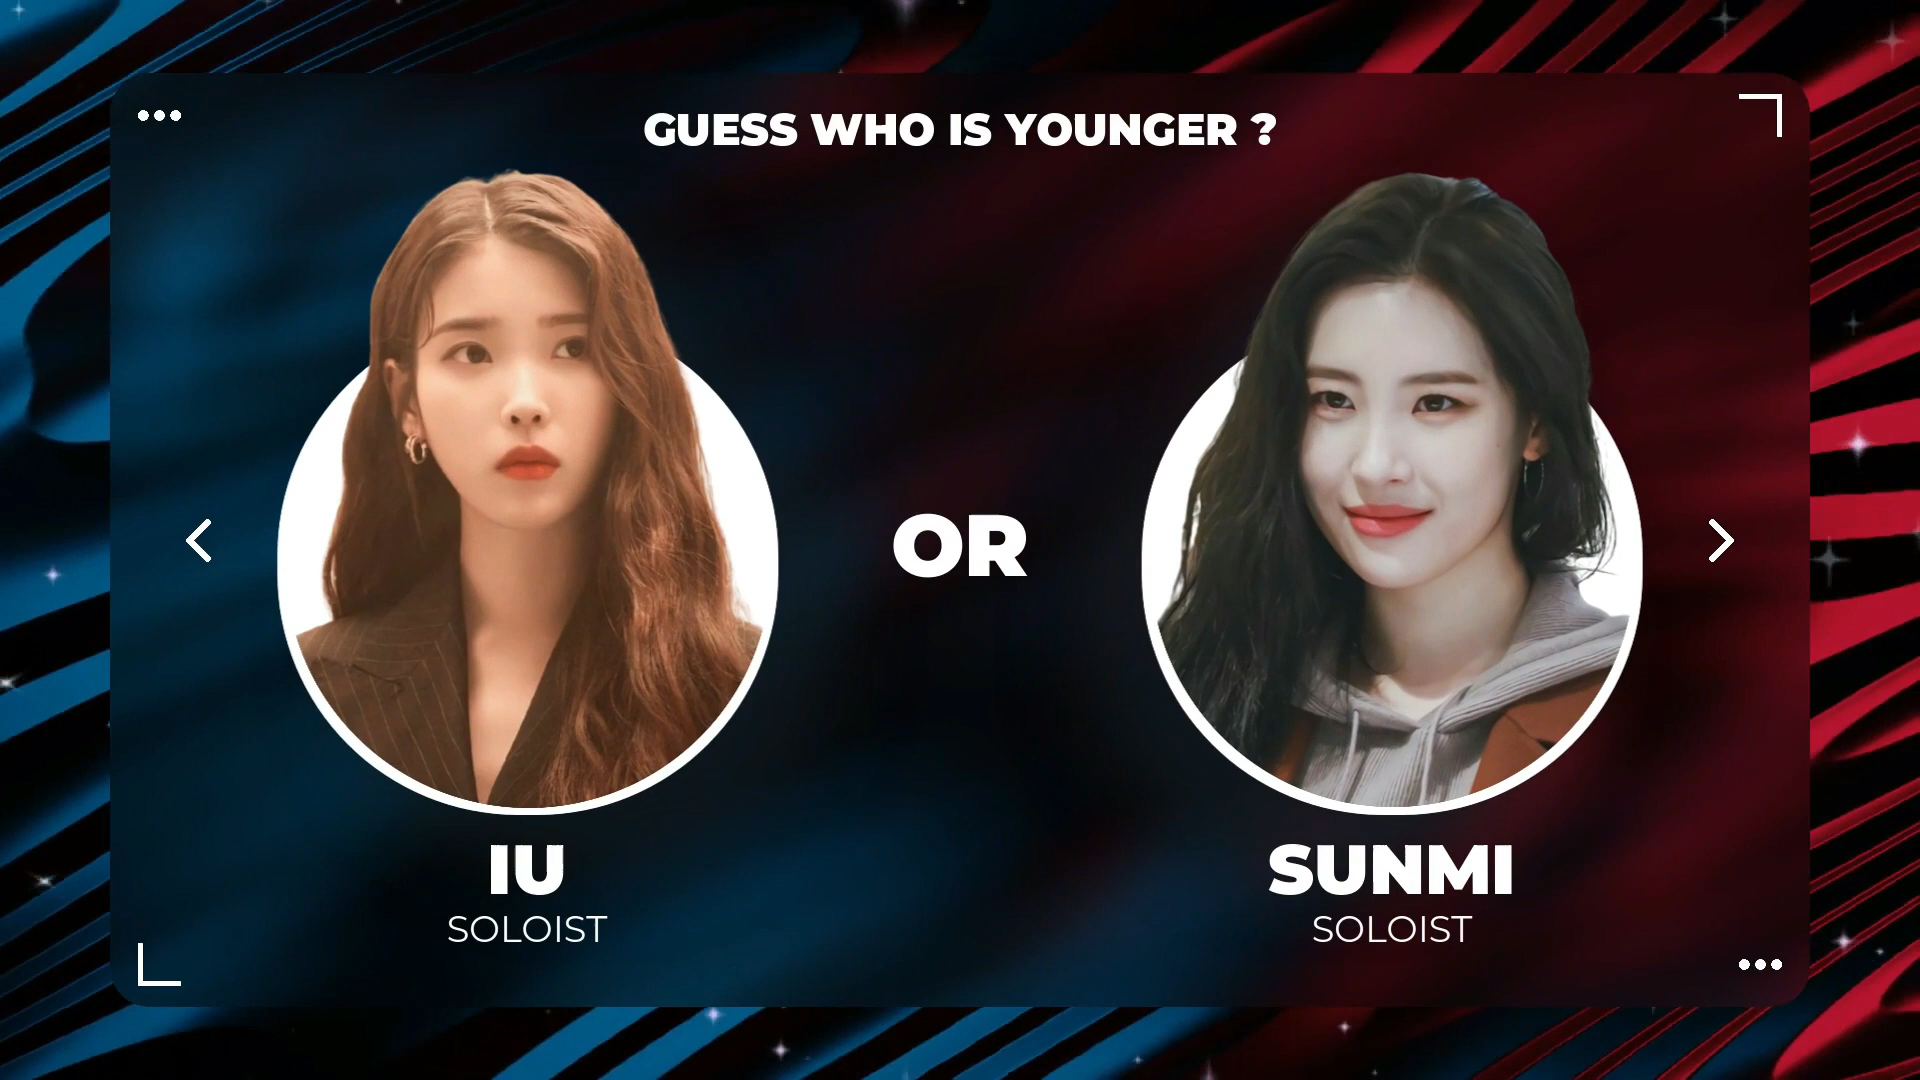 GUESS WHO IS YOUNGER ?
OR
IU
SOLOIST
SUNMI
SOLOIST